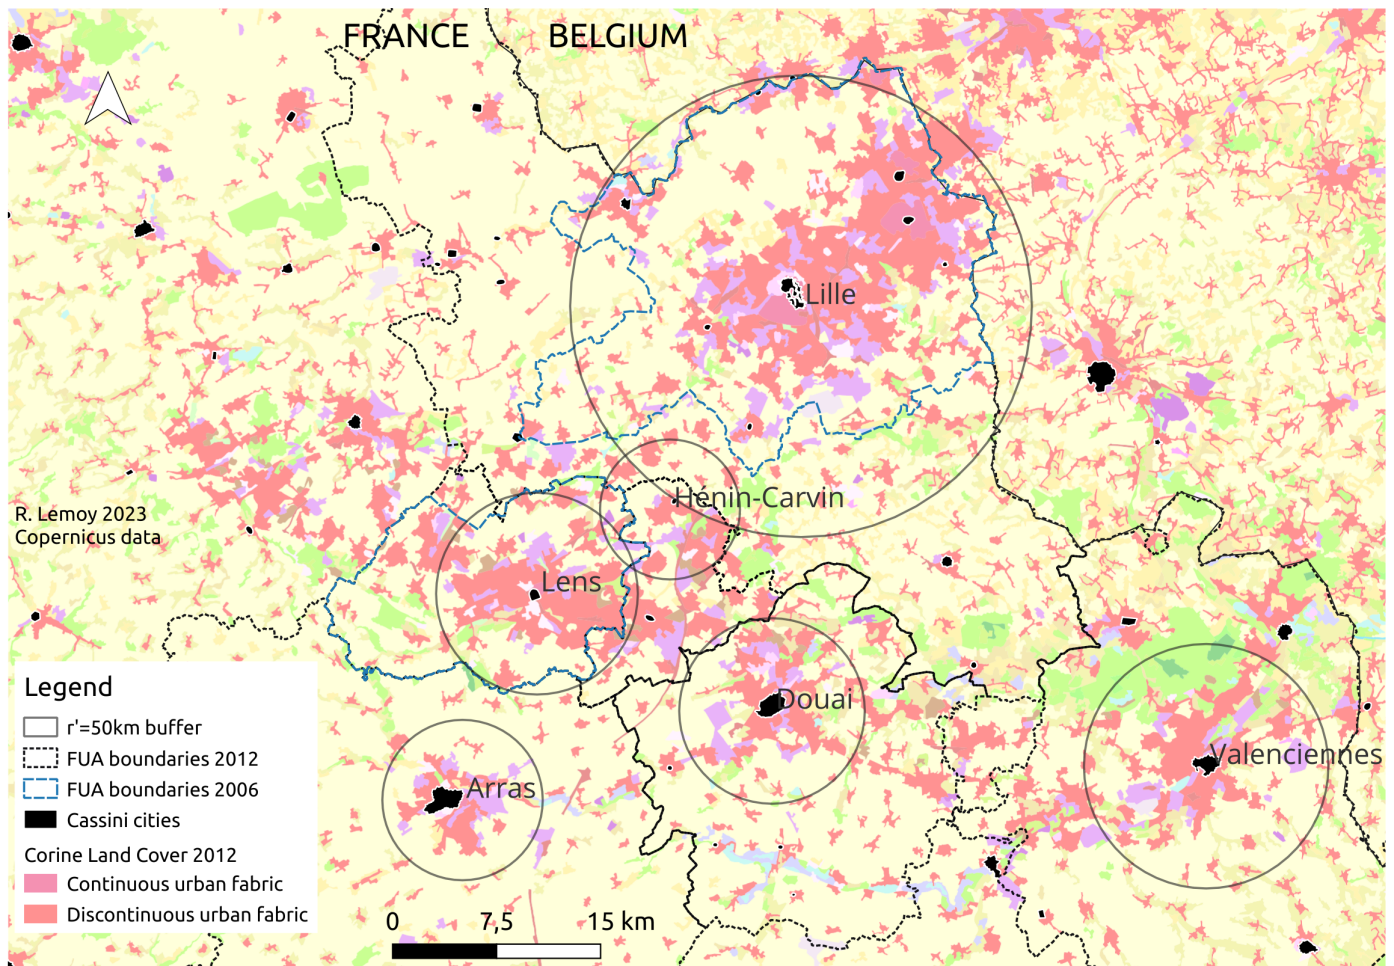 FRANCE
BELGIUM
Lille
Hénin-Carvin
R. Lemoy 2023
Copernicus data
Lens
Douai
Valenciennes
Arras
Legend
r'=50km buffer
FUA boundaries 2012
FUA boundaries 2006
Cassini cities
Corine Land Cover 2012
Continuous urban fabric
Discontinuous urban fabric
0 7,5 15 km